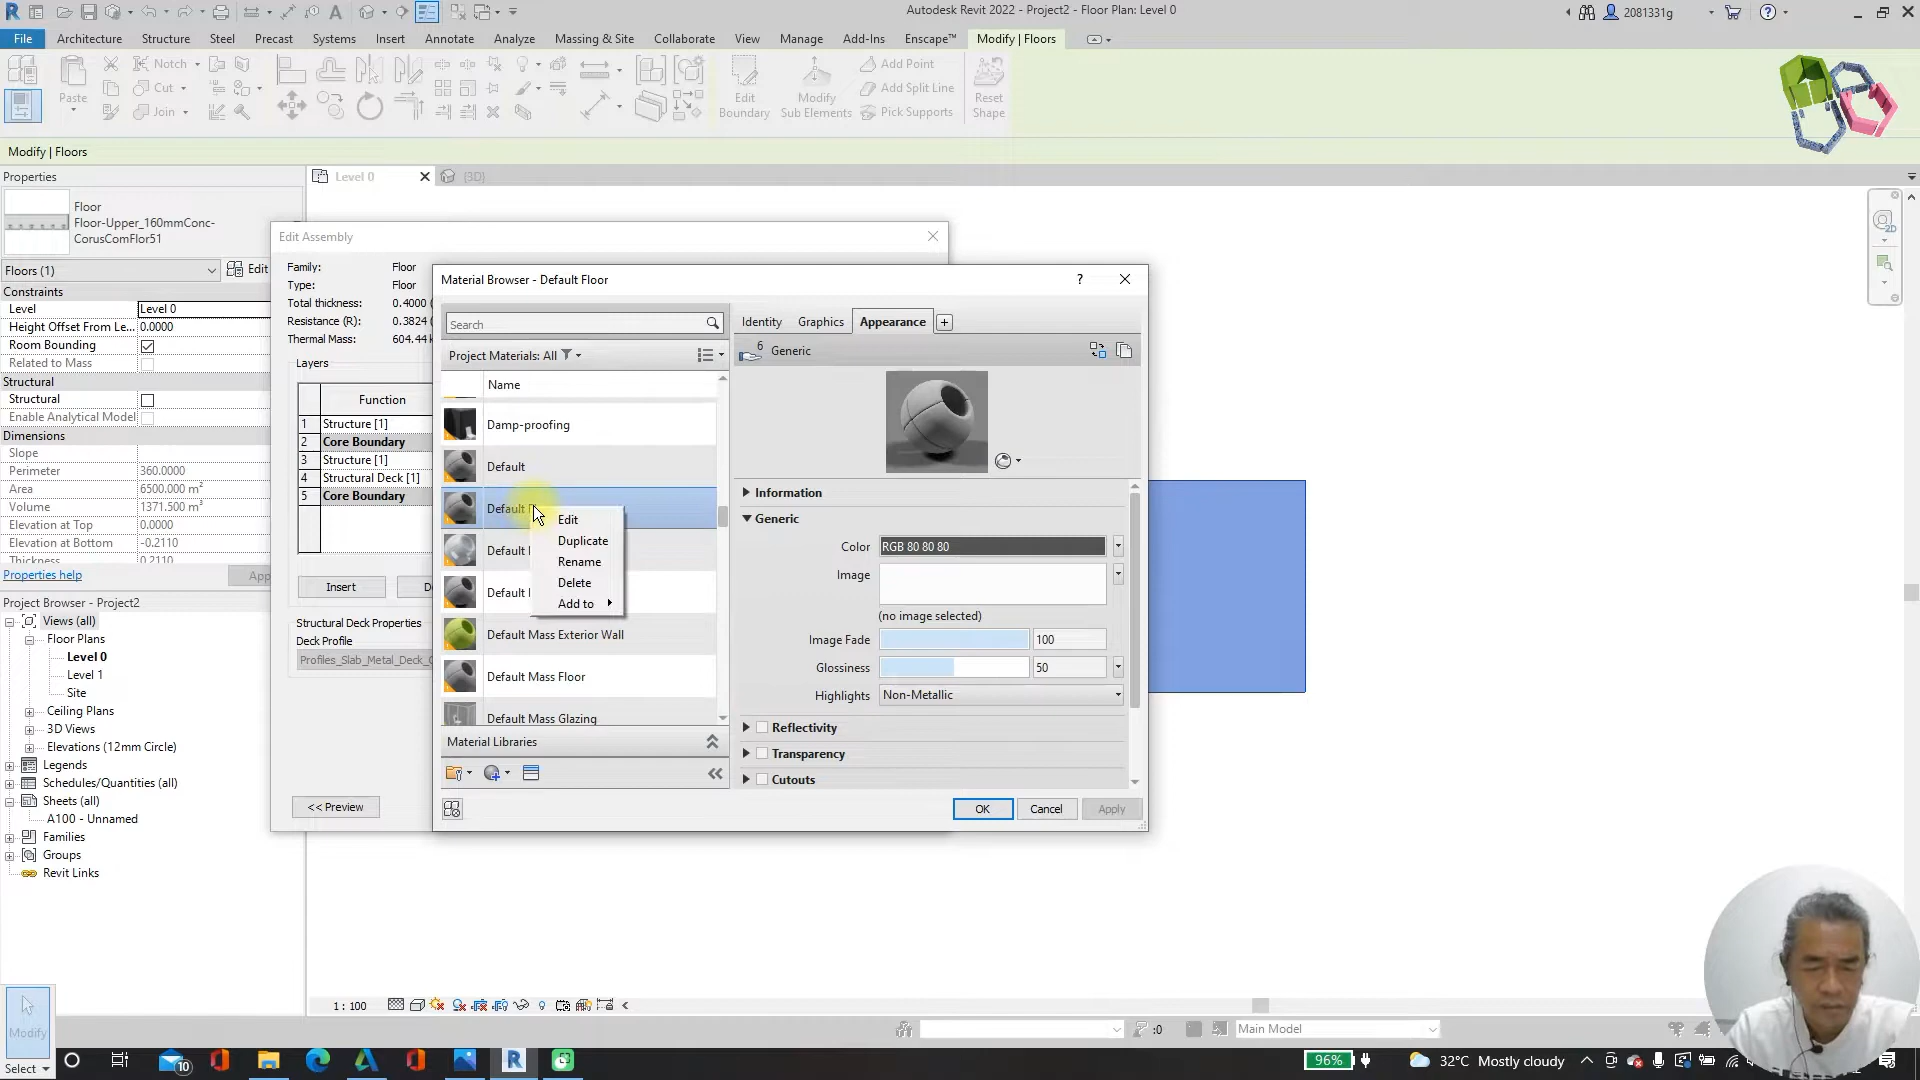 Autodesk Revit 2022 - Project2 - Floor Plan: Level 0
2081331g
File
Architecture
Structure
Steel
Precast
Systems
Insert
Annotate
Analyze
Massing & Site
Collaborate
View
Manage
Add-Ins
Enscape™
Modify | Floors
Paste
Notch
Cut
Join
Edit
Boundary
Modify
Sub Elements
Add Point
Add Split Line
Pick Supports
Reset
Shape
Modify | Floors
Properties
Level 0
{3D}
Floor
Floor-Upper_160mmConc-
CorusComFlor51
Floors (1)
Edit
Constraints
Level
Level 0
Height Offset From Le...
0.0000
Room Bounding
Related to Mass
Structural
Structural
Enable Analytical Model
Dimensions
Slope
Perimeter
360.0000
Area
6500.000 m²
Volume
1371.505 m³
Elevation at Top
0.0000
Elevation at Bottom
-0.2110
Thickness
0.2110
Properties help
App
Project Browser - Project2
Views (all)
Floor Plans
Level 0
Level 1
Site
Ceiling Plans
3D Views
Elevations (12mm Circle)
Legends
Schedules/Quantities (all)
Sheets (all)
A100 - Unnamed
Families
Groups
Revit Links
Edit Assembly
Family:
Floor
Type:
Floor
Total thickness:
0.4000 (
Resistance (R):
0.3824 (
Thermal Mass:
604.44 k
Layers
Function
1
Structure [1]
2
Core Boundary
3
Structure [1]
4
Structural Deck [1]
5
Core Boundary
Insert
D
Structural Deck Properties
Deck Profile
Profiles_Slab_Metal_Deck_C
<< Preview
Material Browser - Default Floor
?
Search
Project Materials: All
Name
Damp-proofing
Default
Default
Default
Default
Default Mass Exterior Wall
Default Mass Floor
Default Mass Glazing
Edit
Duplicate
Rename
Delete
Add to
Material Libraries
Identity
Graphics
Appearance
6
Generic
Information
Generic
Color
RGB 80 80 80
Image
(no image selected)
Image Fade
100
Glossiness
50
Highlights
Non-Metallic
Reflectivity
Transparency
Cutouts
OK
Cancel
Apply
2D
1 : 100
Modify
Select
:0
Main Model
10
96%
32°C Mostly cloudy